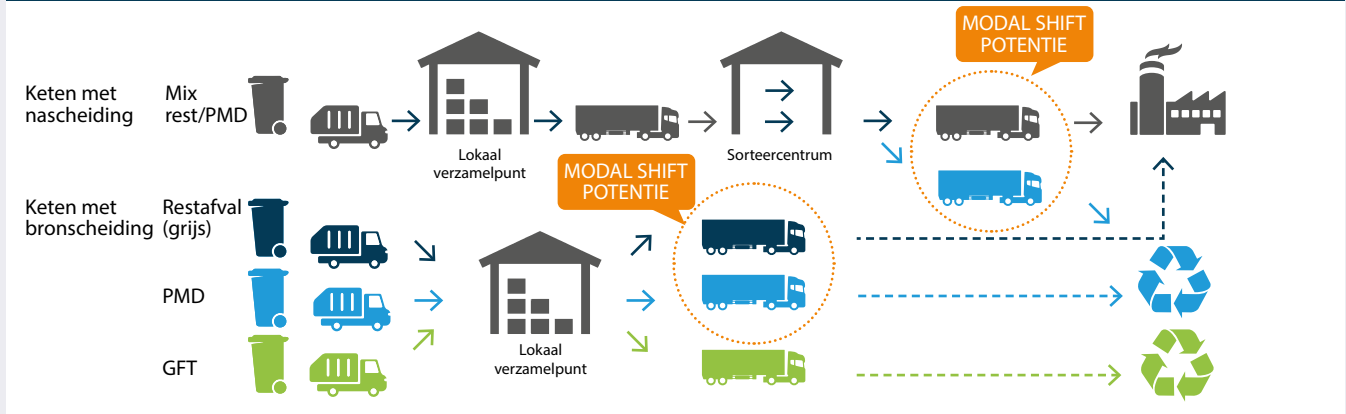 MODAL SHIFT
POTENTIE
Keten met
nascheiding
Mix
rest/PMD
Lokaal
verzamelpunt
Sorteercentrum
MODAL SHIFT
POTENTIE
Keten met
bronscheiding
Restafval
(grijs)
PMD
GFT
Lokaal
verzamelpunt